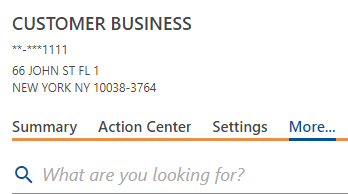 CUSTOMER BUSINESS
**-***1111
66 JOHN ST FL 1
NEW YORK NY 10038-3764
Summary Action Center Settings More...
What are you looking for?